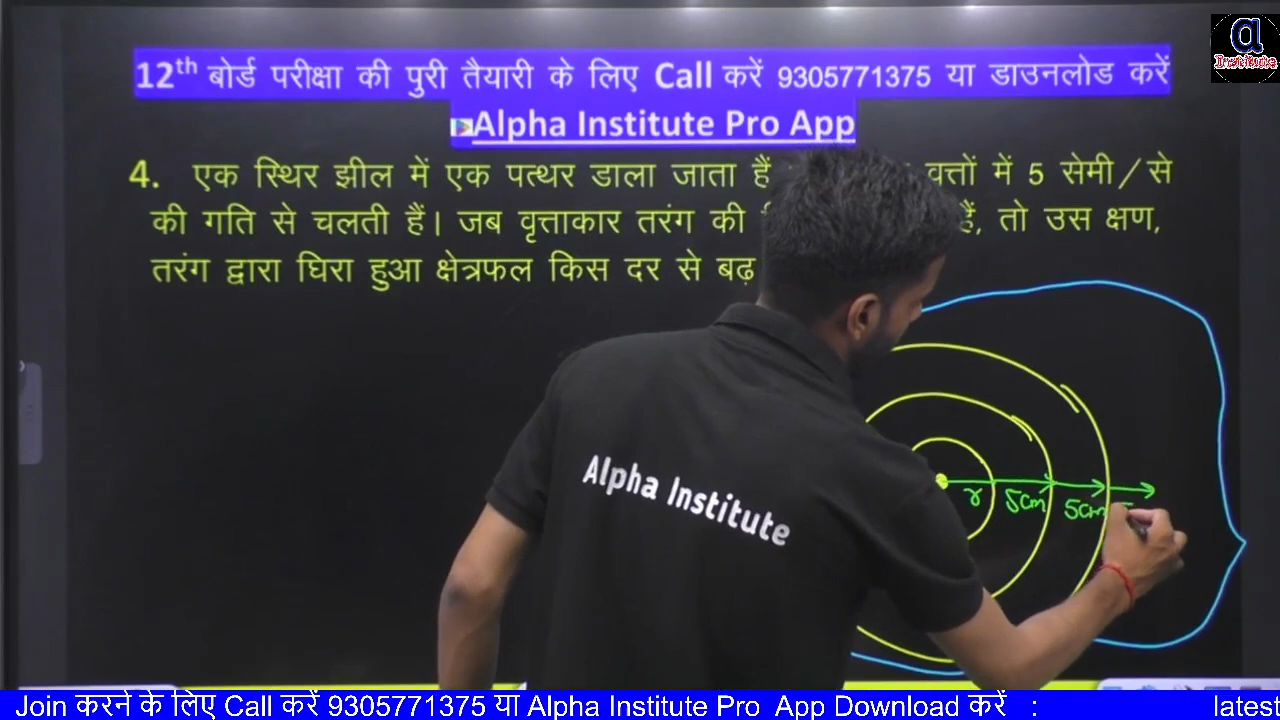 12th बोर्ड परीक्षा की पुरी तैयारी के लिए Call करें 9305771375 या डाउनलोड करें
Alpha Institute Pro App
α
Institute
4. एक स्थिर झील में एक पत्थर डाला जाता हैं वृत्तों में 5 सेमी/से
की गति से चलती हैं। जब वृत्ताकार तरंग की हैं, तो उस क्षण,
तरंग द्वारा घिरा हुआ क्षेत्रफल किस दर से बढ़
r 5cm 5cm
Alpha Institute
Join करने के लिए Call करें 9305771375 या Alpha Institute Pro App Download करें : latest